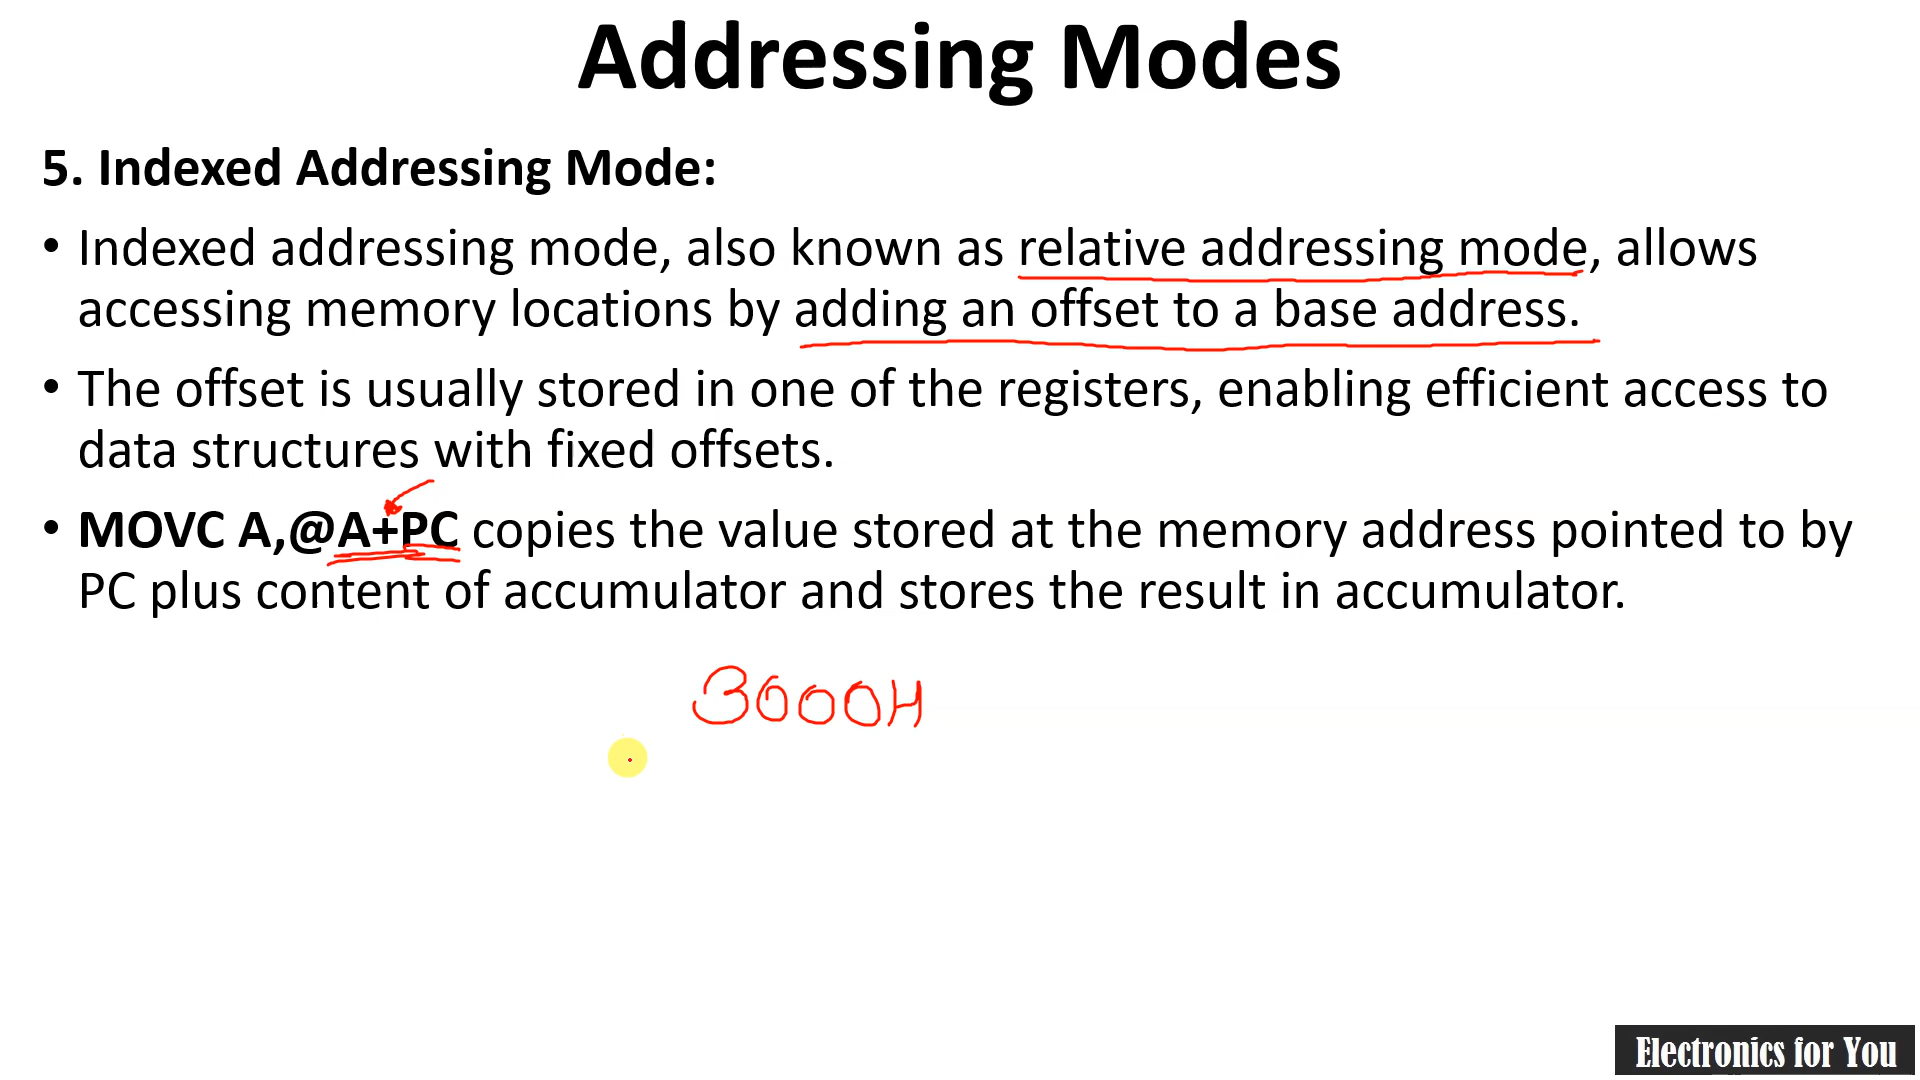 Addressing Modes
5. Indexed Addressing Mode:
• Indexed addressing mode, also known as relative addressing mode, allows
accessing memory locations by adding an offset to a base address.
• The offset is usually stored in one of the registers, enabling efficient access to
data structures with fixed offsets.
• MOVC A,@A+PC copies the value stored at the memory address pointed to by
PC plus content of accumulator and stores the result in accumulator.
3000H
Electronics for You